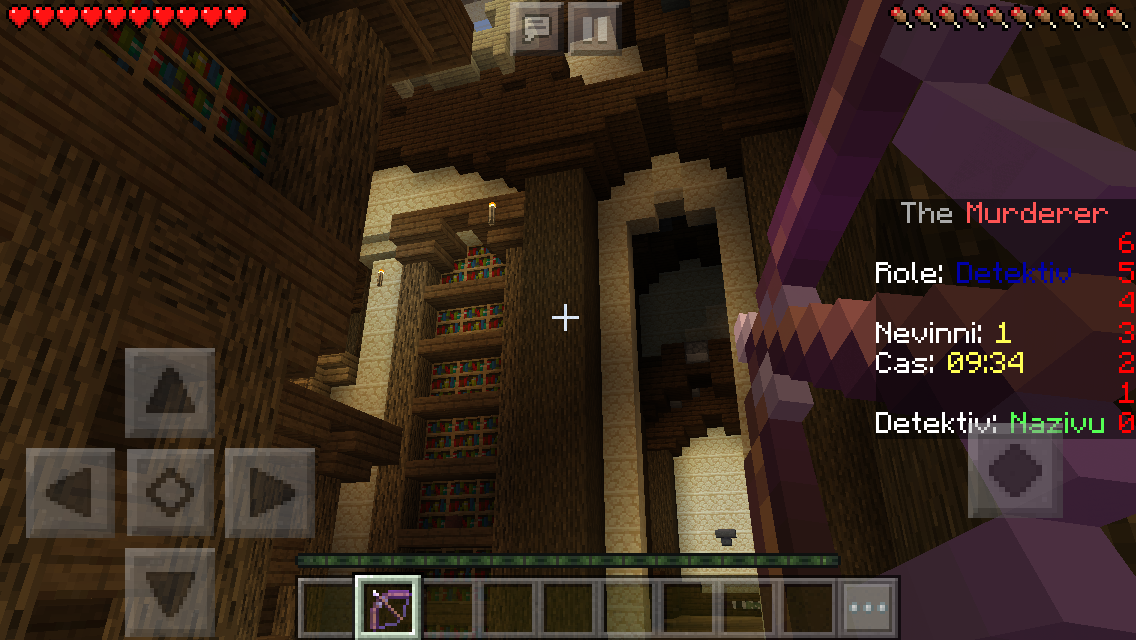 The Murderer
6
Role: Detektiv 5
4
Nevinni: 1 3
Cas: 09:34 2
1
Detektiv: Nazivu 0